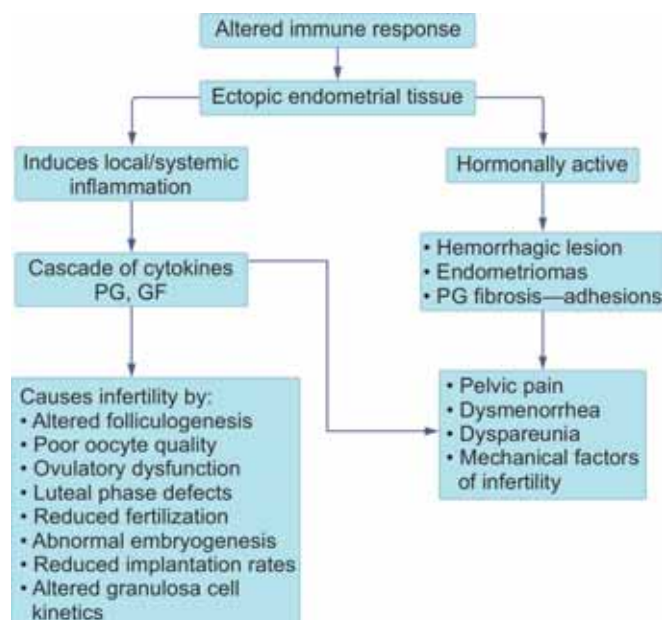 Altered immune response
Ectopic endometrial tissue
Induces local/systemic
inflammation
Hormonally active
Cascade of cytokines
PG, GF
• Hemorrhagic lesion
• Endometriomas
• PG fibrosis—adhesions
Causes infertility by:
• Altered folliculogenesis
• Poor oocyte quality
• Ovulatory dysfunction
• Luteal phase defects
• Reduced fertilization
• Abnormal embryogenesis
• Reduced implantation rates
• Altered granulosa cell
kinetics
• Pelvic pain
• Dysmenorrhea
• Dyspareunia
• Mechanical factors
of infertility